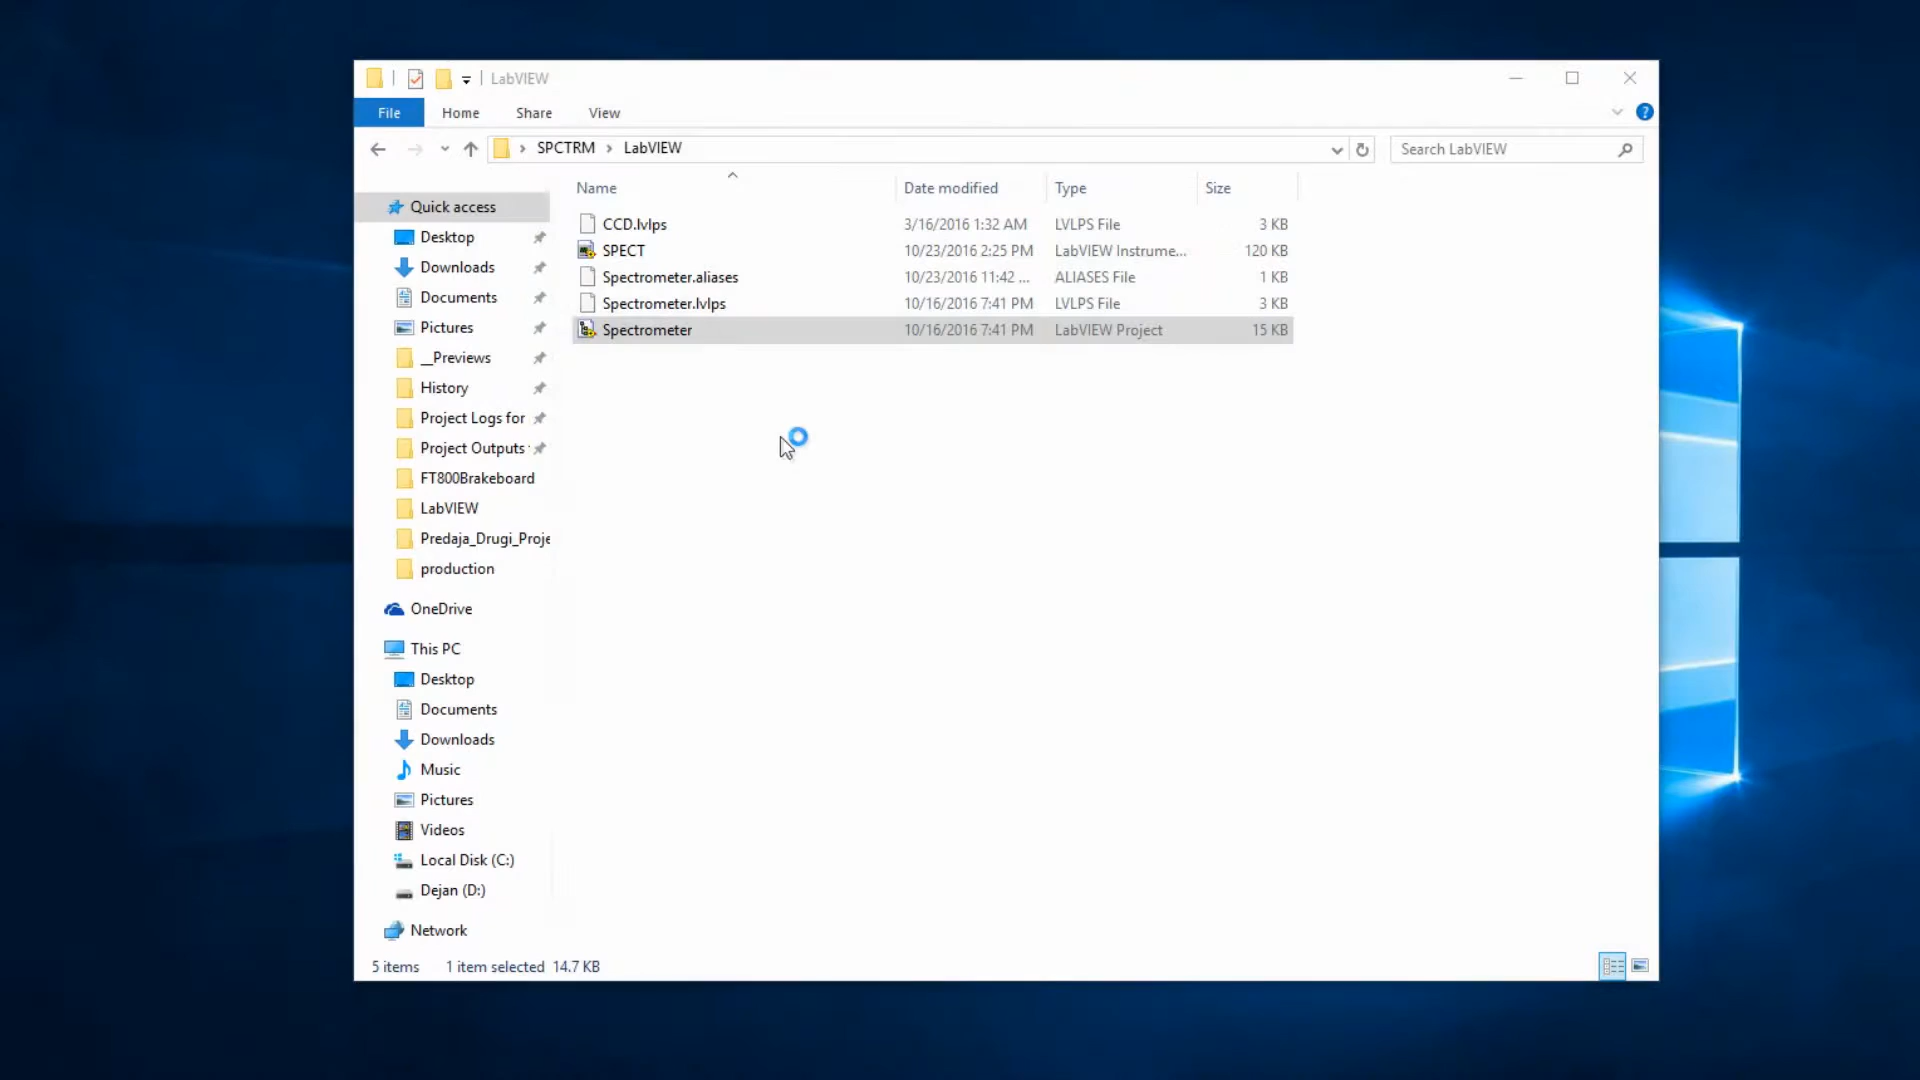 LabVIEW
File Home Share View
SPCTRM LabVIEW Search LabVIEW
Name Date modified Type Size
CCD.lvlps 3/16/2016 1:32 AM LVLPS File 3 KB
SPECT 10/23/2016 2:25 PM LabVIEW Instrume... 120 KB
Spectrometer.aliases 10/23/2016 11:42 ... ALIASES File 1 KB
Spectrometer.lvlps 10/16/2016 7:41 PM LVLPS File 3 KB
Spectrometer 10/16/2016 7:41 PM LabVIEW Project 15 KB
Quick access
Desktop
Downloads
Documents
Pictures
__Previews
History
Project Logs for
Project Outputs
FT800Brakeboard
LabVIEW
Predaja_Drugi_Proje
production
OneDrive
This PC
Desktop
Documents
Downloads
Music
Pictures
Videos
Local Disk (C:)
Dejan (D:)
Network
5 items 1 item selected 14.7 KB